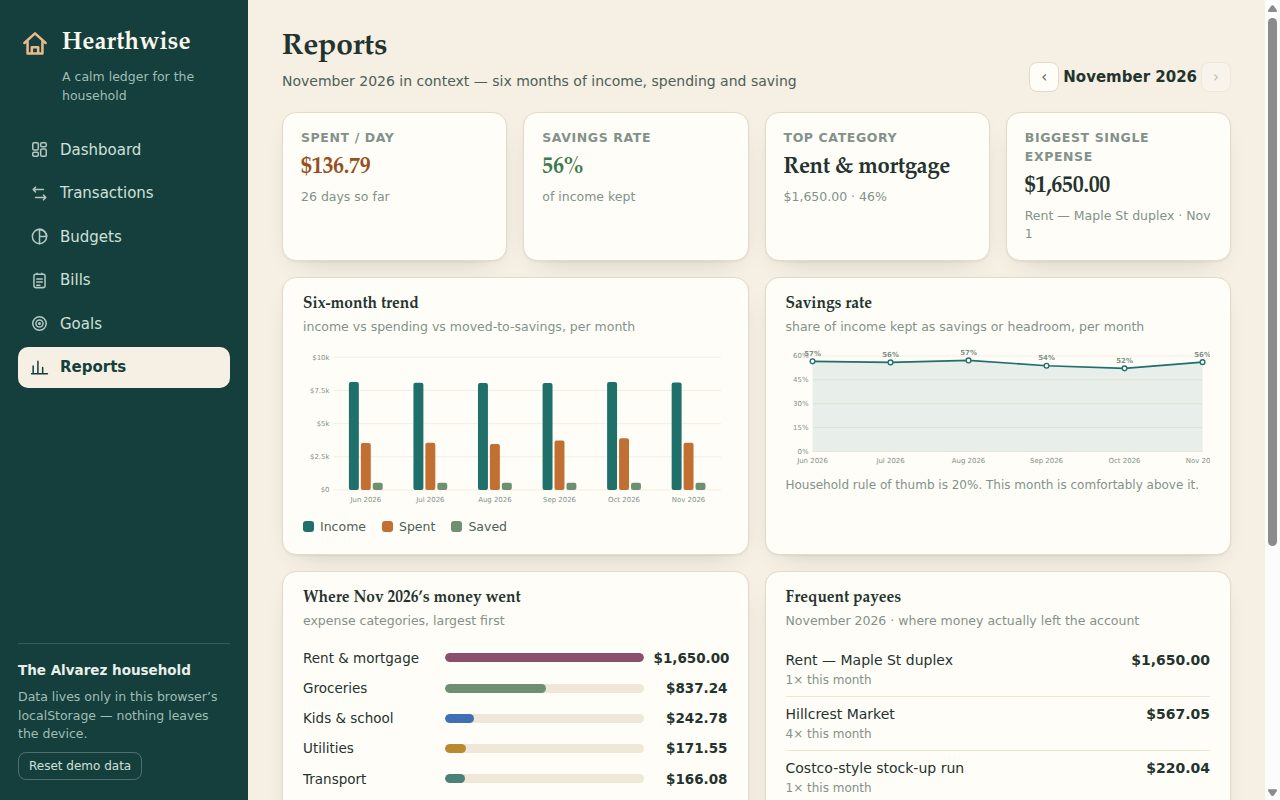 Hearthwise
A calm ledger for the
household
Dashboard
Transactions
Budgets
Bills
Goals
Reports
The Alvarez household
Data lives only in this browser’s
localStorage — nothing leaves
the device.
Reset demo data
Reports
November 2026 in context — six months of income, spending and saving
‹ November 2026 ›
SPENT / DAY
$136.79
26 days so far
SAVINGS RATE
56%
of income kept
TOP CATEGORY
Rent & mortgage
$1,650.00 · 46%
BIGGEST SINGLE
EXPENSE
$1,650.00
Rent — Maple St duplex · Nov
1
Six-month trend
income vs spending vs moved-to-savings, per month
$10k
$7.5k
$5k
$2.5k
$0
Jun 2026 Jul 2026 Aug 2026 Sep 2026 Oct 2026 Nov 2026
Income Spent Saved
Savings rate
share of income kept as savings or headroom, per month
57% 56% 57% 54% 52% 56%
60%
45%
30%
15%
0%
Jun 2026 Jul 2026 Aug 2026 Sep 2026 Oct 2026 Nov 20
Household rule of thumb is 20%. This month is comfortably above it.
Where Nov 2026’s money went
expense categories, largest first
Rent & mortgage $1,650.00
Groceries $837.24
Kids & school $242.78
Utilities $171.55
Transport $166.08
Frequent payees
November 2026 · where money actually left the account
Rent — Maple St duplex $1,650.00
1× this month
Hillcrest Market $567.05
4× this month
Costco-style stock-up run $220.04
1× this month